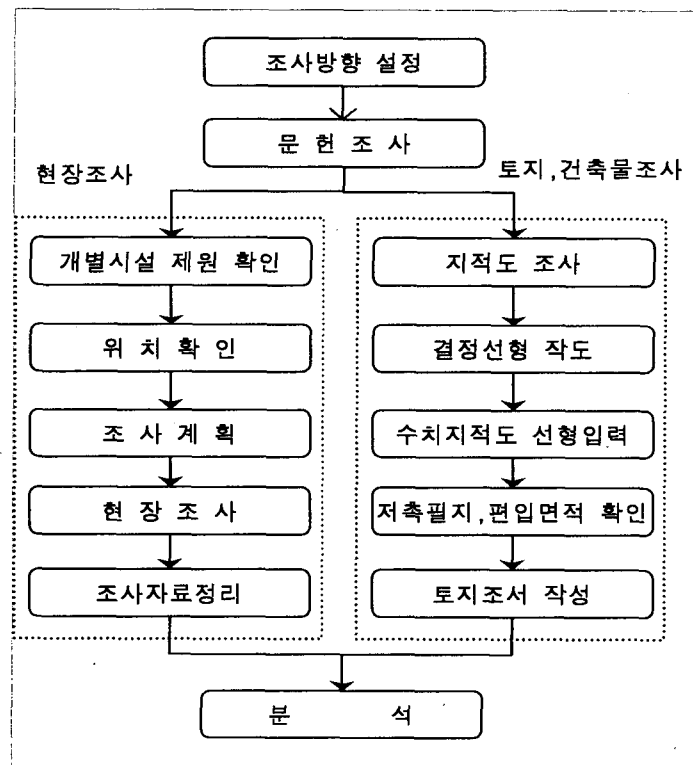 조사방향 설정
문 헌 조 사
현장조사
토지,건축물조사
개별시설 제원 확인
위 치 확 인
조 사 계 획
현 장 조 사
조사자료정리
지적도 조사
결정선형 작도
수치지적도 선형입력
저촉필지,편입면적 확인
토지조서 작성
분 석